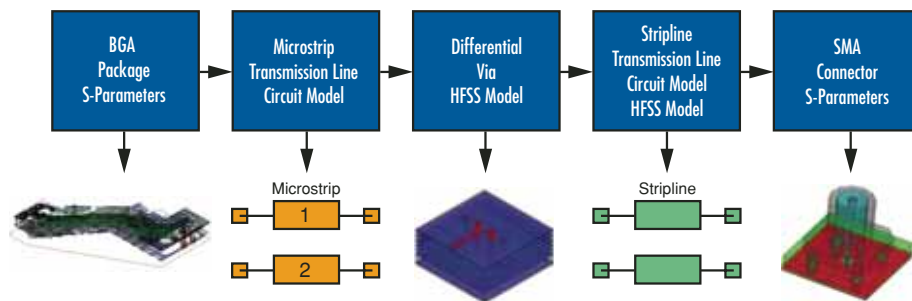 BGA
Package
S-Parameters
Microstrip
Transmission Line
Circuit Model
Differential
Via
HFSS Model
Stripline
Transmission Line
Circuit Model
HFSS Model
SMA
Connector
S-Parameters
Microstrip
1
2
Stripline